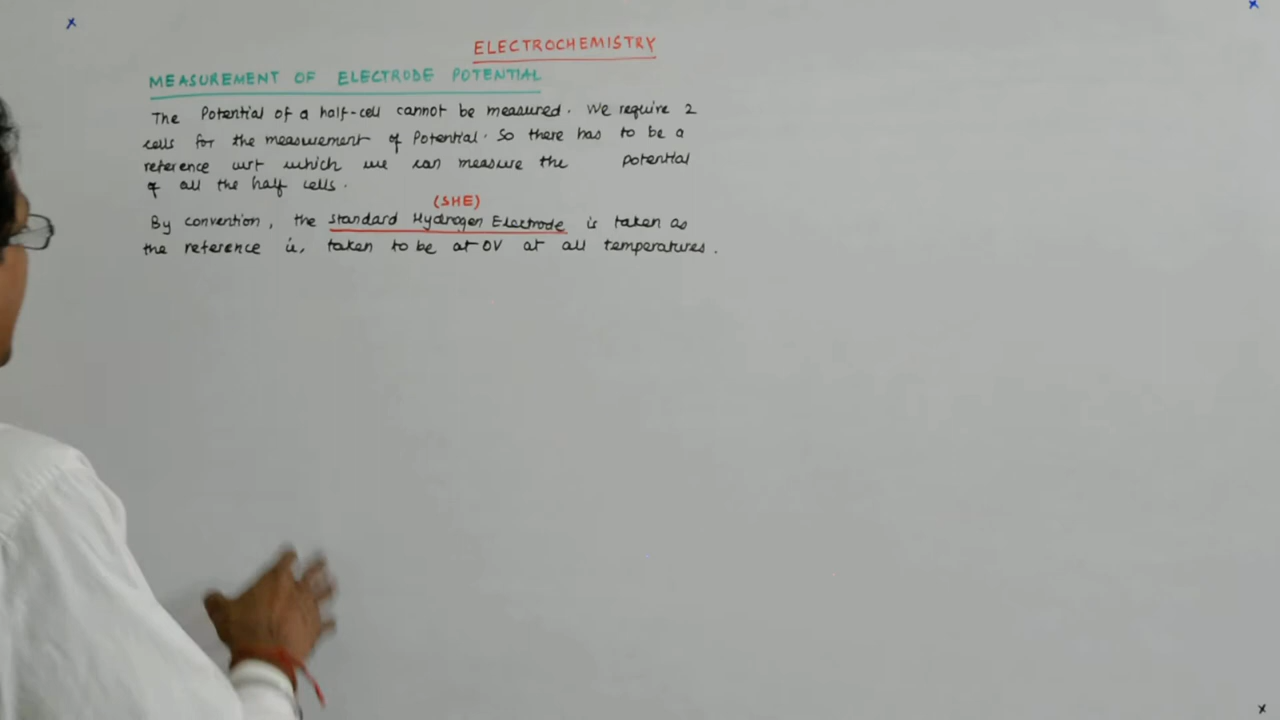 ELECTROCHEMISTRY
MEASUREMENT OF ELECTRODE POTENTIAL
The Potential of a half-cell cannot be measured. We require 2
cells for the measurement of Potential. So there has to be a
reference wrt which we can measure the potential
of all the half cells.
(SHE)
By convention, the Standard Hydrogen Electrode is taken as
the reference ie, taken to be at 0V at all temperatures.